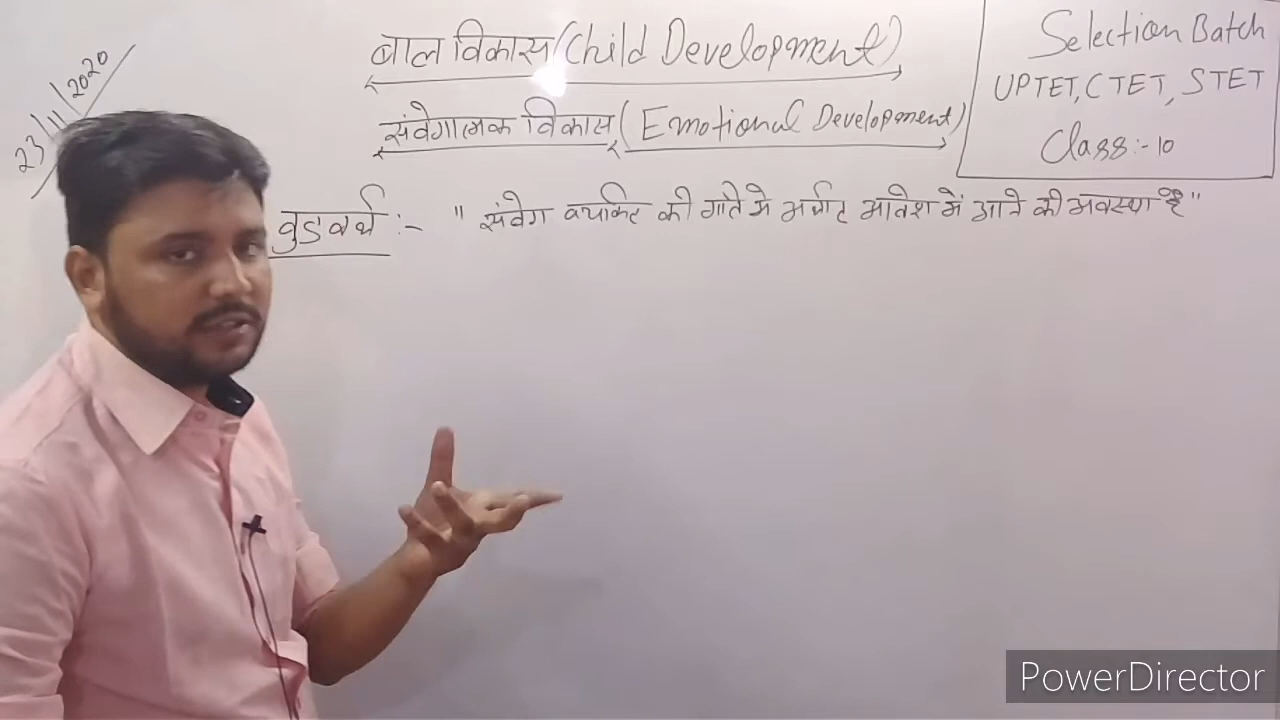 23/11/2020
बाल विकास (Child Development)
संवेगात्मक विकास (Emotional Development)
Selection Batch
UPTET, CTET, STET
Class:- 10
वुडवर्थ :- " संवेग व्यक्ति की गति में अर्थात आवेश में आने की अवस्था है "
PowerDirector